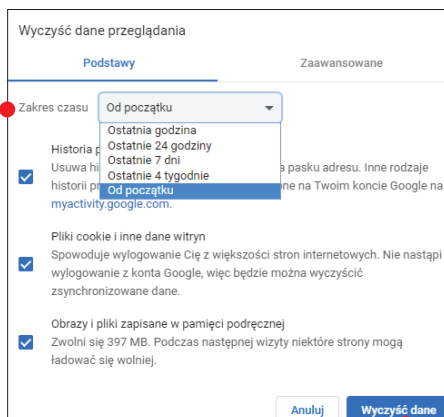 Wyczyść dane przeglądania
Podstawy Zaawansowane
Zakres czasu Od początku
Ostatnia godzina
Ostatnie 24 godziny
Ostatnie 7 dni
Ostatnie 4 tygodnie
Od początku
Historia
Usuwa pasku adresu. Inne rodzaje
historii na Twoim koncie Google na
myactivity.google.com.
Pliki cookie i inne dane witryn
Spowoduje wylogowanie Cię z większości stron internetowych. Nie nastąpi
wylogowanie z konta Google, więc będzie można wyczyścić
zsynchronizowane dane.
Obrazy i pliki zapisane w pamięci podręcznej
Zwolni się 397 MB. Podczas następnej wizyty niektóre strony mogą
ładować się wolniej.
Anuluj Wyczyść dane